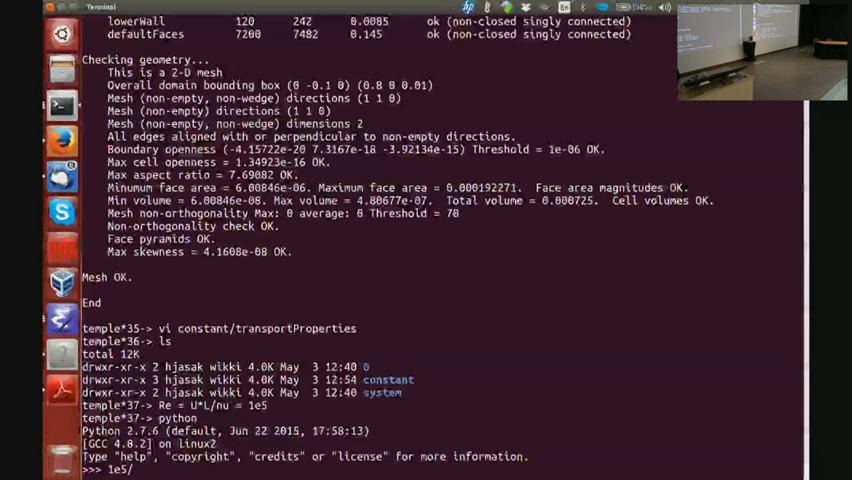 Terminal
En
lowerWall 120 242 0.0085 ok (non-closed singly connected)
defaultFaces 7200 7482 0.145 ok (non-closed singly connected)
Checking geometry...
This is a 2-D mesh
Overall domain bounding box (0 -0.1 0) (0.8 0 0.01)
Mesh (non-empty, non-wedge) directions (1 1 0)
Mesh (non-empty) directions (1 1 0)
Mesh (non-empty, non-wedge) dimensions 2
All edges aligned with or perpendicular to non-empty directions.
Boundary openness (-4.15722e-20 7.3167e-18 -3.92134e-15) Threshold = 1e-06 OK.
Max cell openness = 1.34923e-16 OK.
Max aspect ratio = 7.69082 OK.
Minumum face area = 6.00846e-06. Maximum face area = 0.000192271. Face area magnitudes OK.
Min volume = 6.00846e-08. Max volume = 4.80677e-07. Total volume = 0.000725. Cell volumes OK.
Mesh non-orthogonality Max: 0 average: 0 Threshold = 70
Non-orthogonality check OK.
Face pyramids OK.
Max skewness = 4.1608e-08 OK.
Mesh OK.
End
temple*35-> vi constant/transportProperties
temple*36-> ls
total 12K
drwxr-xr-x 2 hjasak wikki 4.0K May 3 12:40 0
drwxr-xr-x 3 hjasak wikki 4.0K May 3 12:54 constant
drwxr-xr-x 2 hjasak wikki 4.0K May 3 12:40 system
temple*37-> Re = U*L/nu = 1e5
temple*37-> python
Python 2.7.6 (default, Jun 22 2015, 17:58:13)
[GCC 4.8.2] on linux2
Type "help", "copyright", "credits" or "license" for more information.
>>> 1e5/